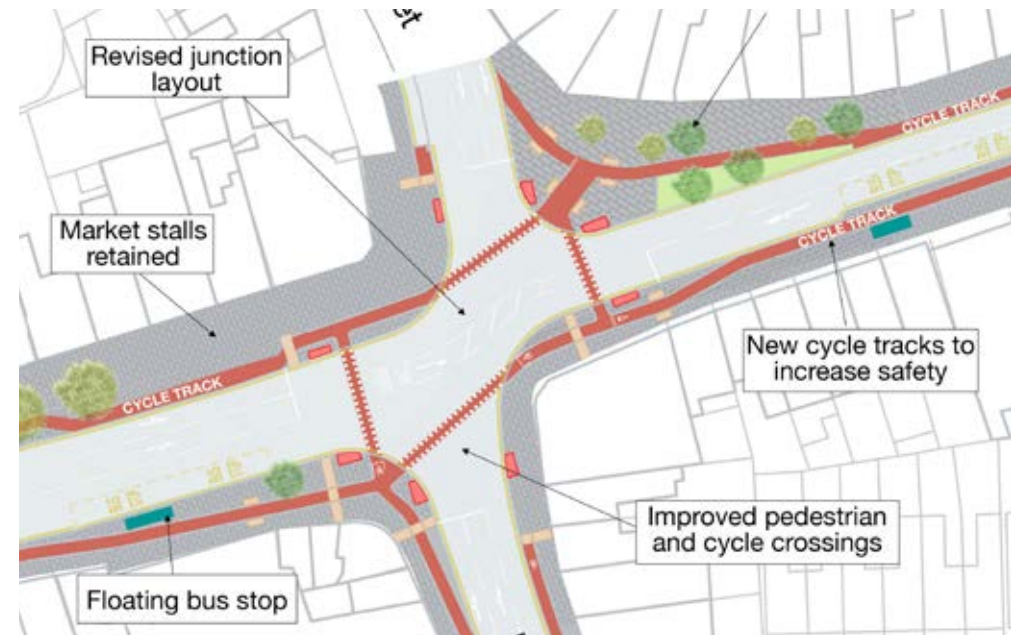 Revised junction
layout
CYCLE TRACK
Market stalls
retained
CYCLE TRACK
New cycle tracks to
increase safety
CYCLE TRACK
Improved pedestrian
and cycle crossings
Floating bus stop